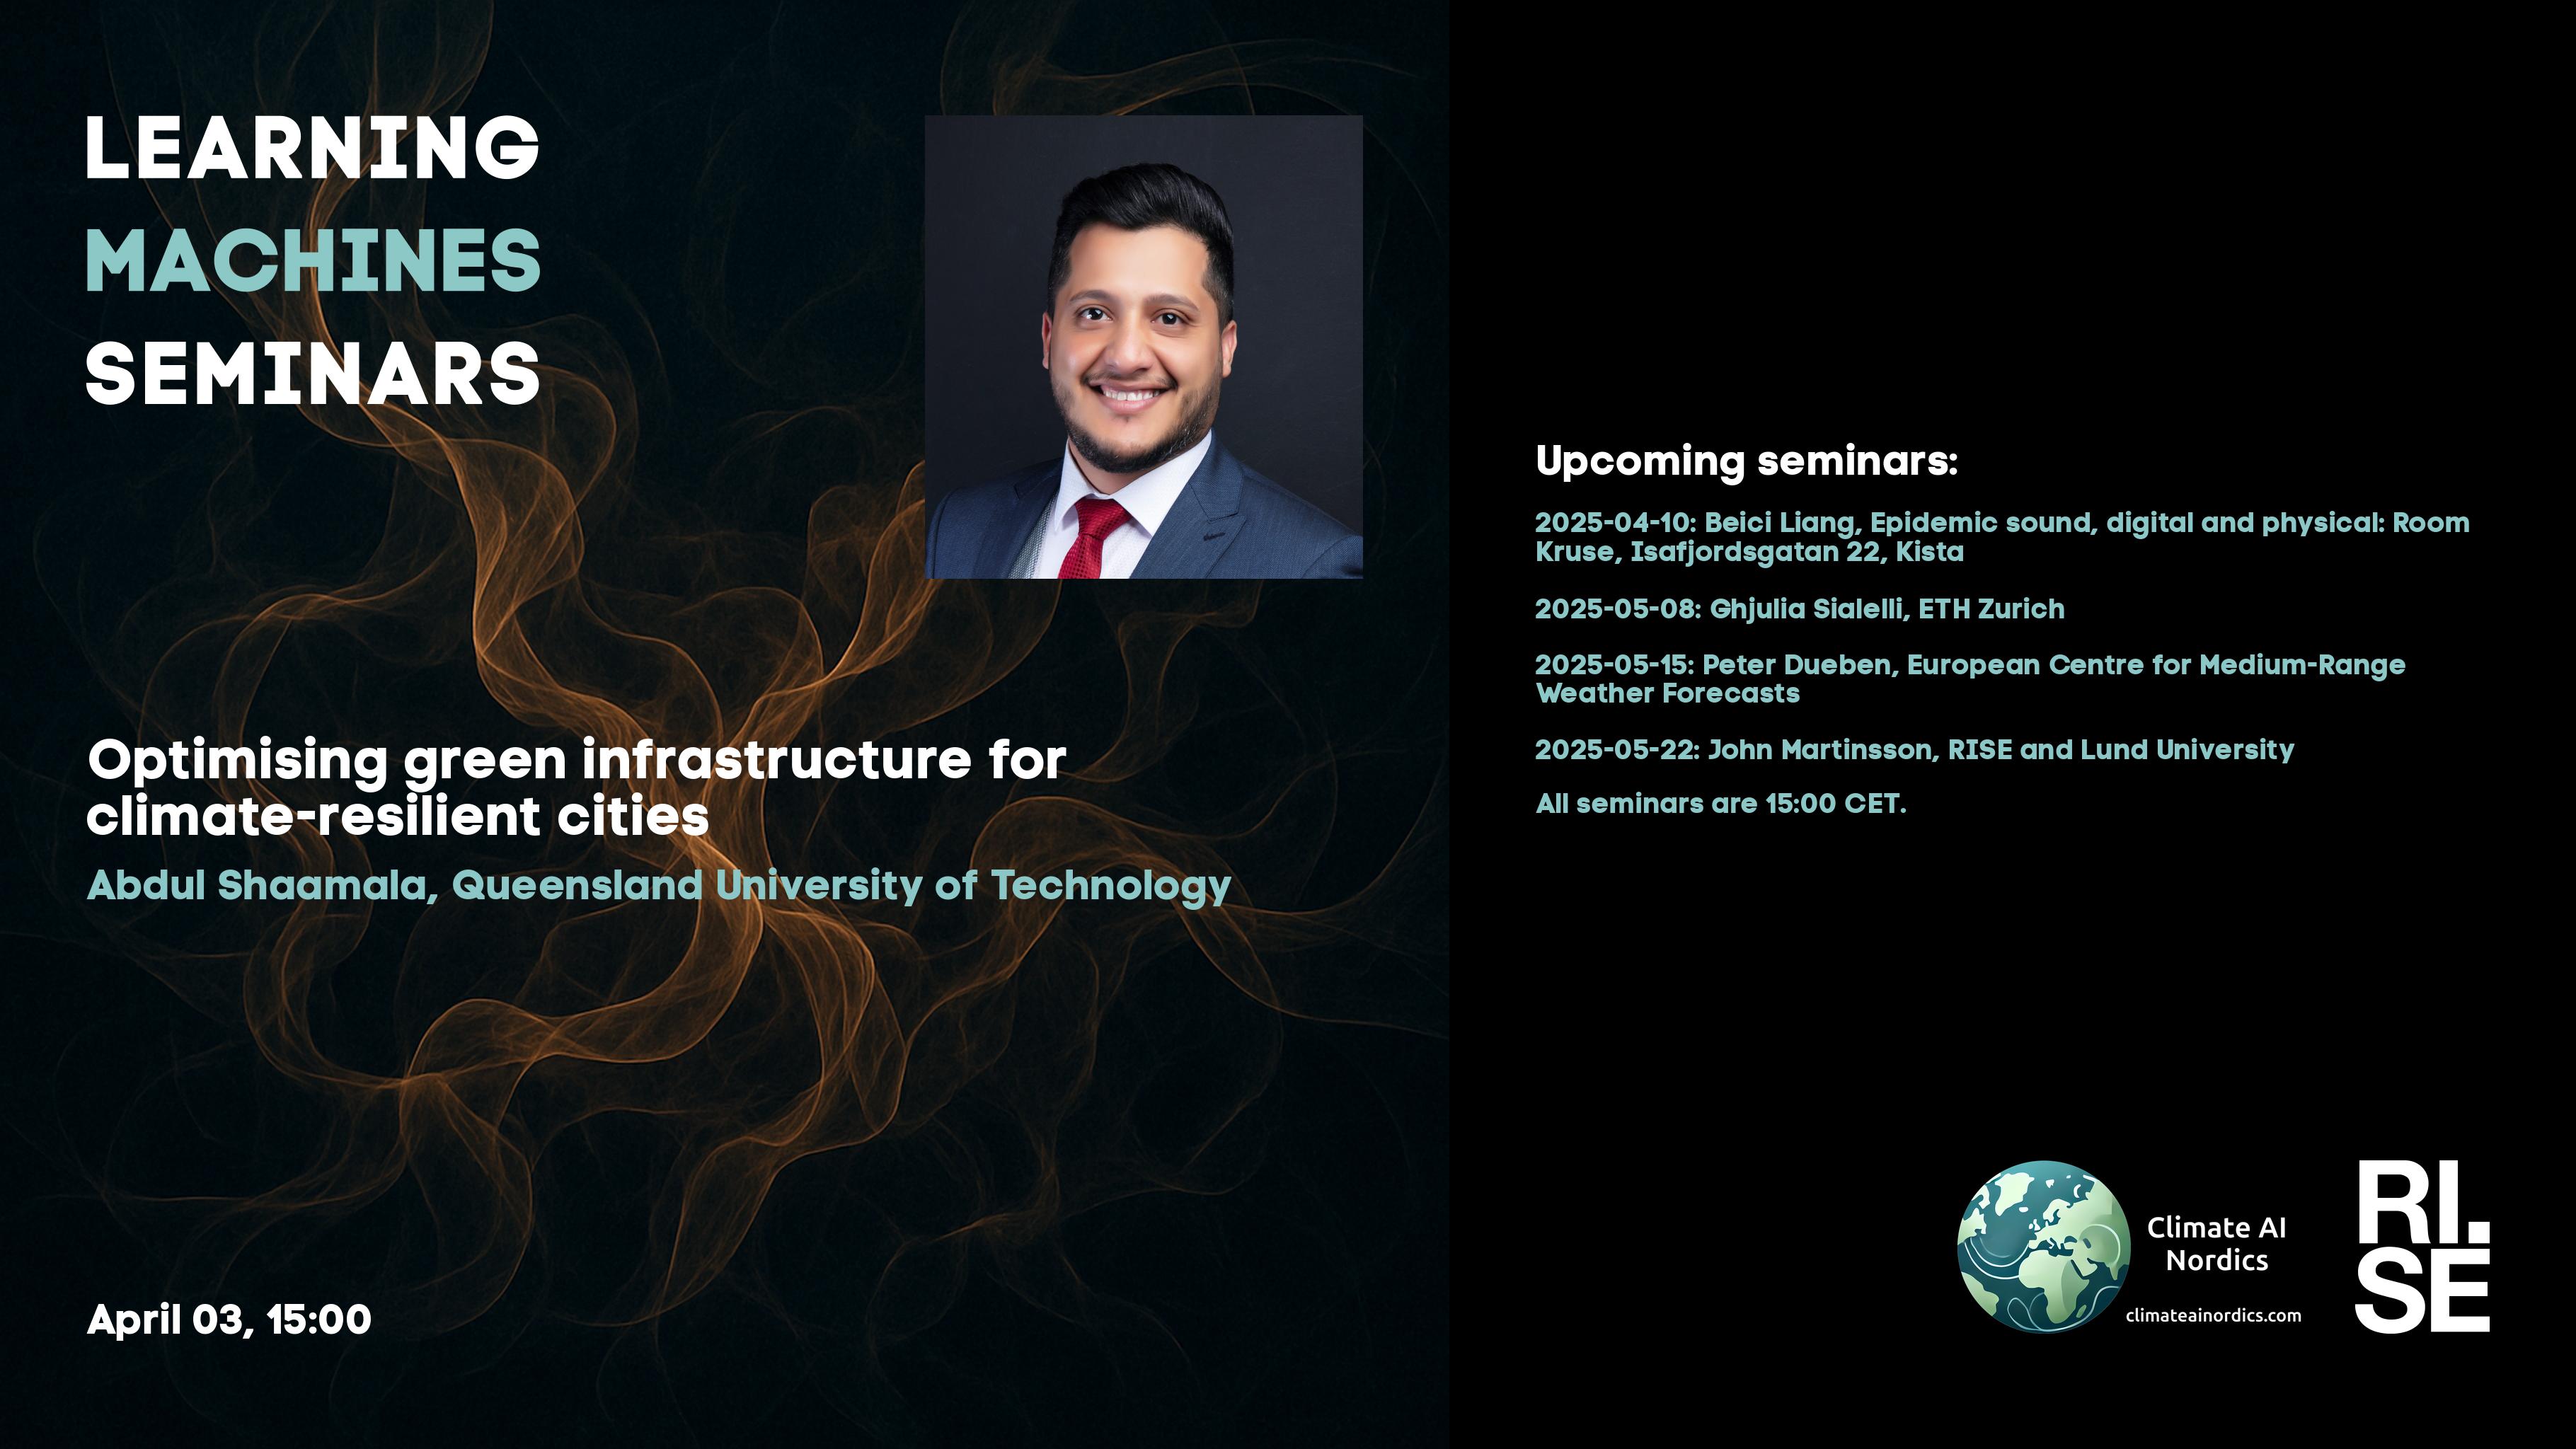 LEARNING
MACHINES
SEMINARS
Optimising green infrastructure for
climate-resilient cities
Abdul Shaamala, Queensland University of Technology
April 03, 15:00
Upcoming seminars:
2025-04-10: Beici Liang, Epidemic sound, digital and physical: Room
Kruse, Isafjordsgatan 22, Kista
2025-05-08: Ghjulia Sialelli, ETH Zurich
2025-05-15: Peter Dueben, European Centre for Medium-Range
Weather Forecasts
2025-05-22: John Martinsson, RISE and Lund University
All seminars are 15:00 CET.
Climate AI
Nordics
climateainordics.com
RI.
SE